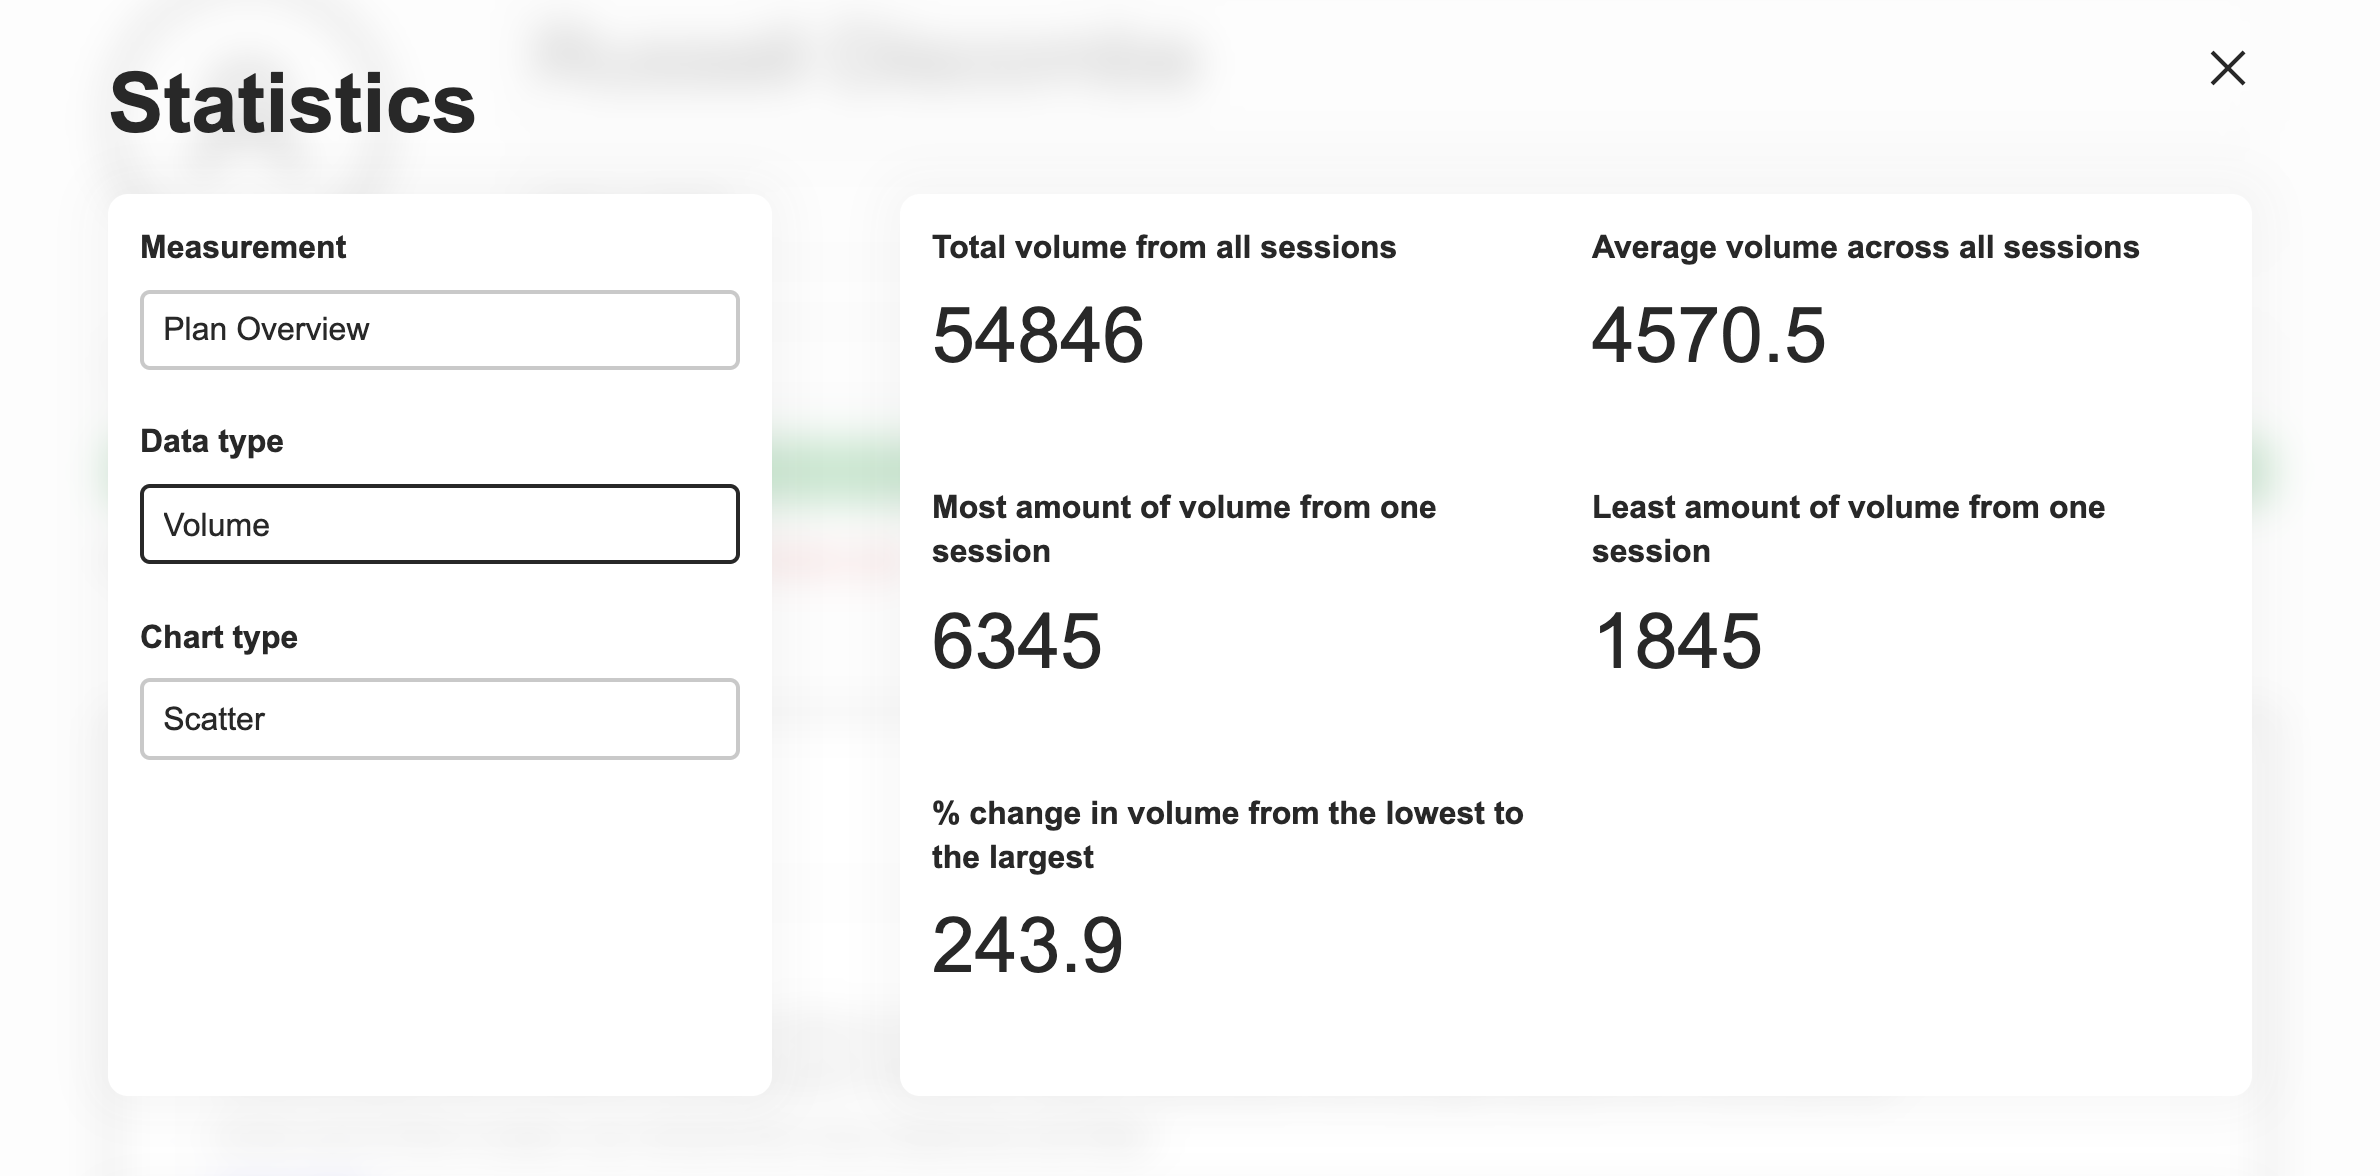 Statistics
Measurement
Plan Overview
Data type
Volume
Chart type
Scatter
Total volume from all sessions
54846
Average volume across all sessions
4570.5
Most amount of volume from one
session
6345
Least amount of volume from one
session
1845
% change in volume from the lowest to
the largest
243.9